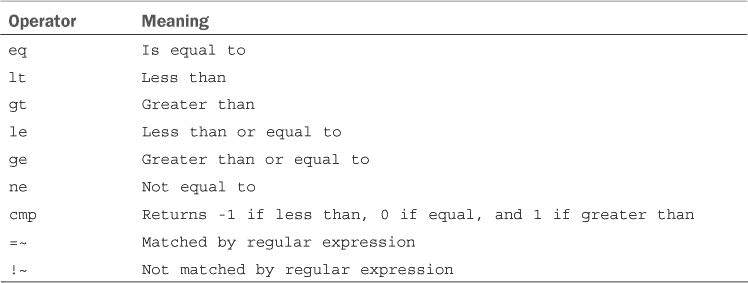 Operator Meaning
eq Is equal to
lt Less than
gt Greater than
le Less than or equal to
ge Greater than or equal to
ne Not equal to
cmp Returns -1 if less than, 0 if equal, and 1 if greater than
=~ Matched by regular expression
!~ Not matched by regular expression